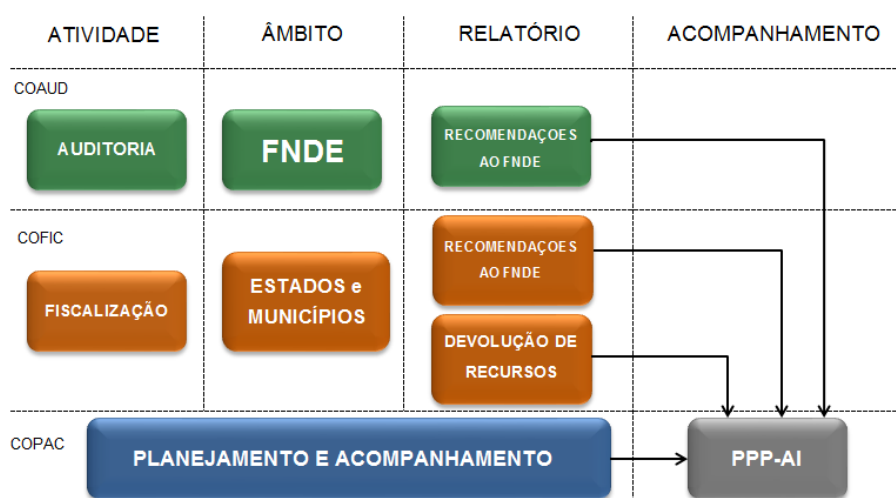 ATIVIDADE
ÂMBITO
RELATÓRIO
ACOMPANHAMENTO
COAUD
AUDITORIA
FNDE
RECOMENDAÇOES
AO FNDE
COFIC
FISCALIZAÇÃO
ESTADOS e
MUNICÍPIOS
RECOMENDAÇOES
AO FNDE
DEVOLUÇÃO DE
RECURSOS
COPAC
PLANEJAMENTO E ACOMPANHAMENTO
PPP-AI